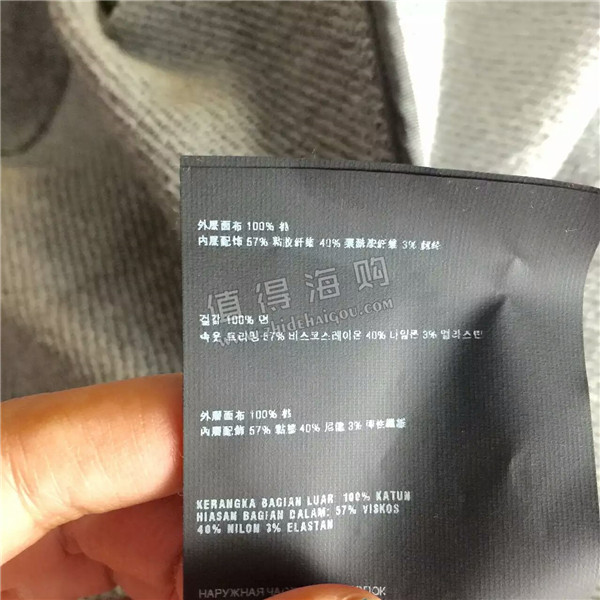 外層面布 100% 棉
内層配飾 57% 粘胶纤维 40% 聚酰胺纤维 3% 氨纶
值得海购
www.zhidehaigou.com
겉감 100% 면
속옷 트리밍 57% 비스코스레이온 40% 나일론 3% 엘라스탄
外層面布 100% 棉
內層配飾 57% 黏膠 40% 尼龍 3% 彈性纖維
KERANGKA BAGIAN LUAR: 100% KATUN
HIASAN BAGIAN DALAM: 57% VISKOS
40% NILON 3% ELASTAN
НАРУЖНАЯ